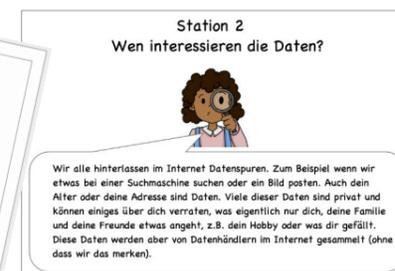 Station 2
Wen interessieren die Daten?
Wir alle hinterlassen im Internet Datenspuren. Zum Beispiel wenn wir
etwas bei einer Suchmaschine suchen oder ein Bild posten. Auch dein
Alter oder deine Adresse sind Daten. Viele dieser Daten sind privat und
können einiges über dich verraten, was eigentlich nur dich, deine Familie
und deine Freunde etwas angeht, z.B. dein Hobby oder was dir gefällt.
Diese Daten werden aber von Datenhändlern im Internet gesammelt (ohne
dass wir das merken).